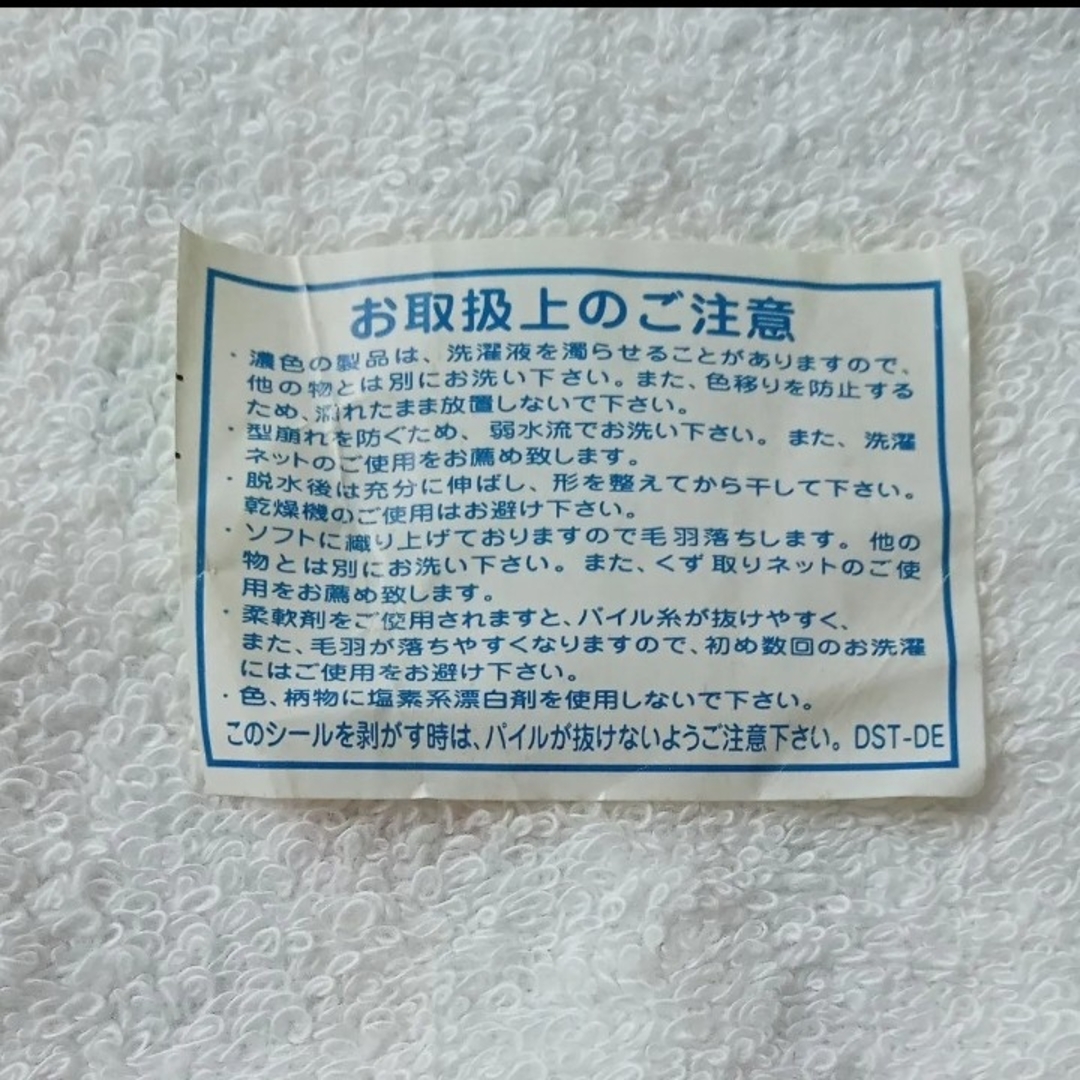 お取扱上のご注意
・濃色の製品は、洗濯液を濁らせることがありますので、
他の物とは別にお洗い下さい。また、色移りを防止する
ため、濡れたまま放置しないで下さい。
・型崩れを防ぐため、弱水流でお洗い下さい。また、洗濯
ネットのご使用をお薦め致します。
・脱水後は充分に伸ばし、形を整えてから干して下さい。
乾燥機のご使用はお避け下さい。
・ソフトに織り上げておりますので毛羽落ちします。他の
物とは別にお洗い下さい。また、くず取りネットのご使
用をお薦め致します。
・柔軟剤をご使用されますと、パイル糸が抜けやすく、
また、毛羽が落ちやすくなりますので、初め数回のお洗濯
にはご使用をお避け下さい。
・色、柄物に塩素系漂白剤を使用しないで下さい。
このシールを剥がす時は、パイルが抜けないようご注意下さい。DST-DE